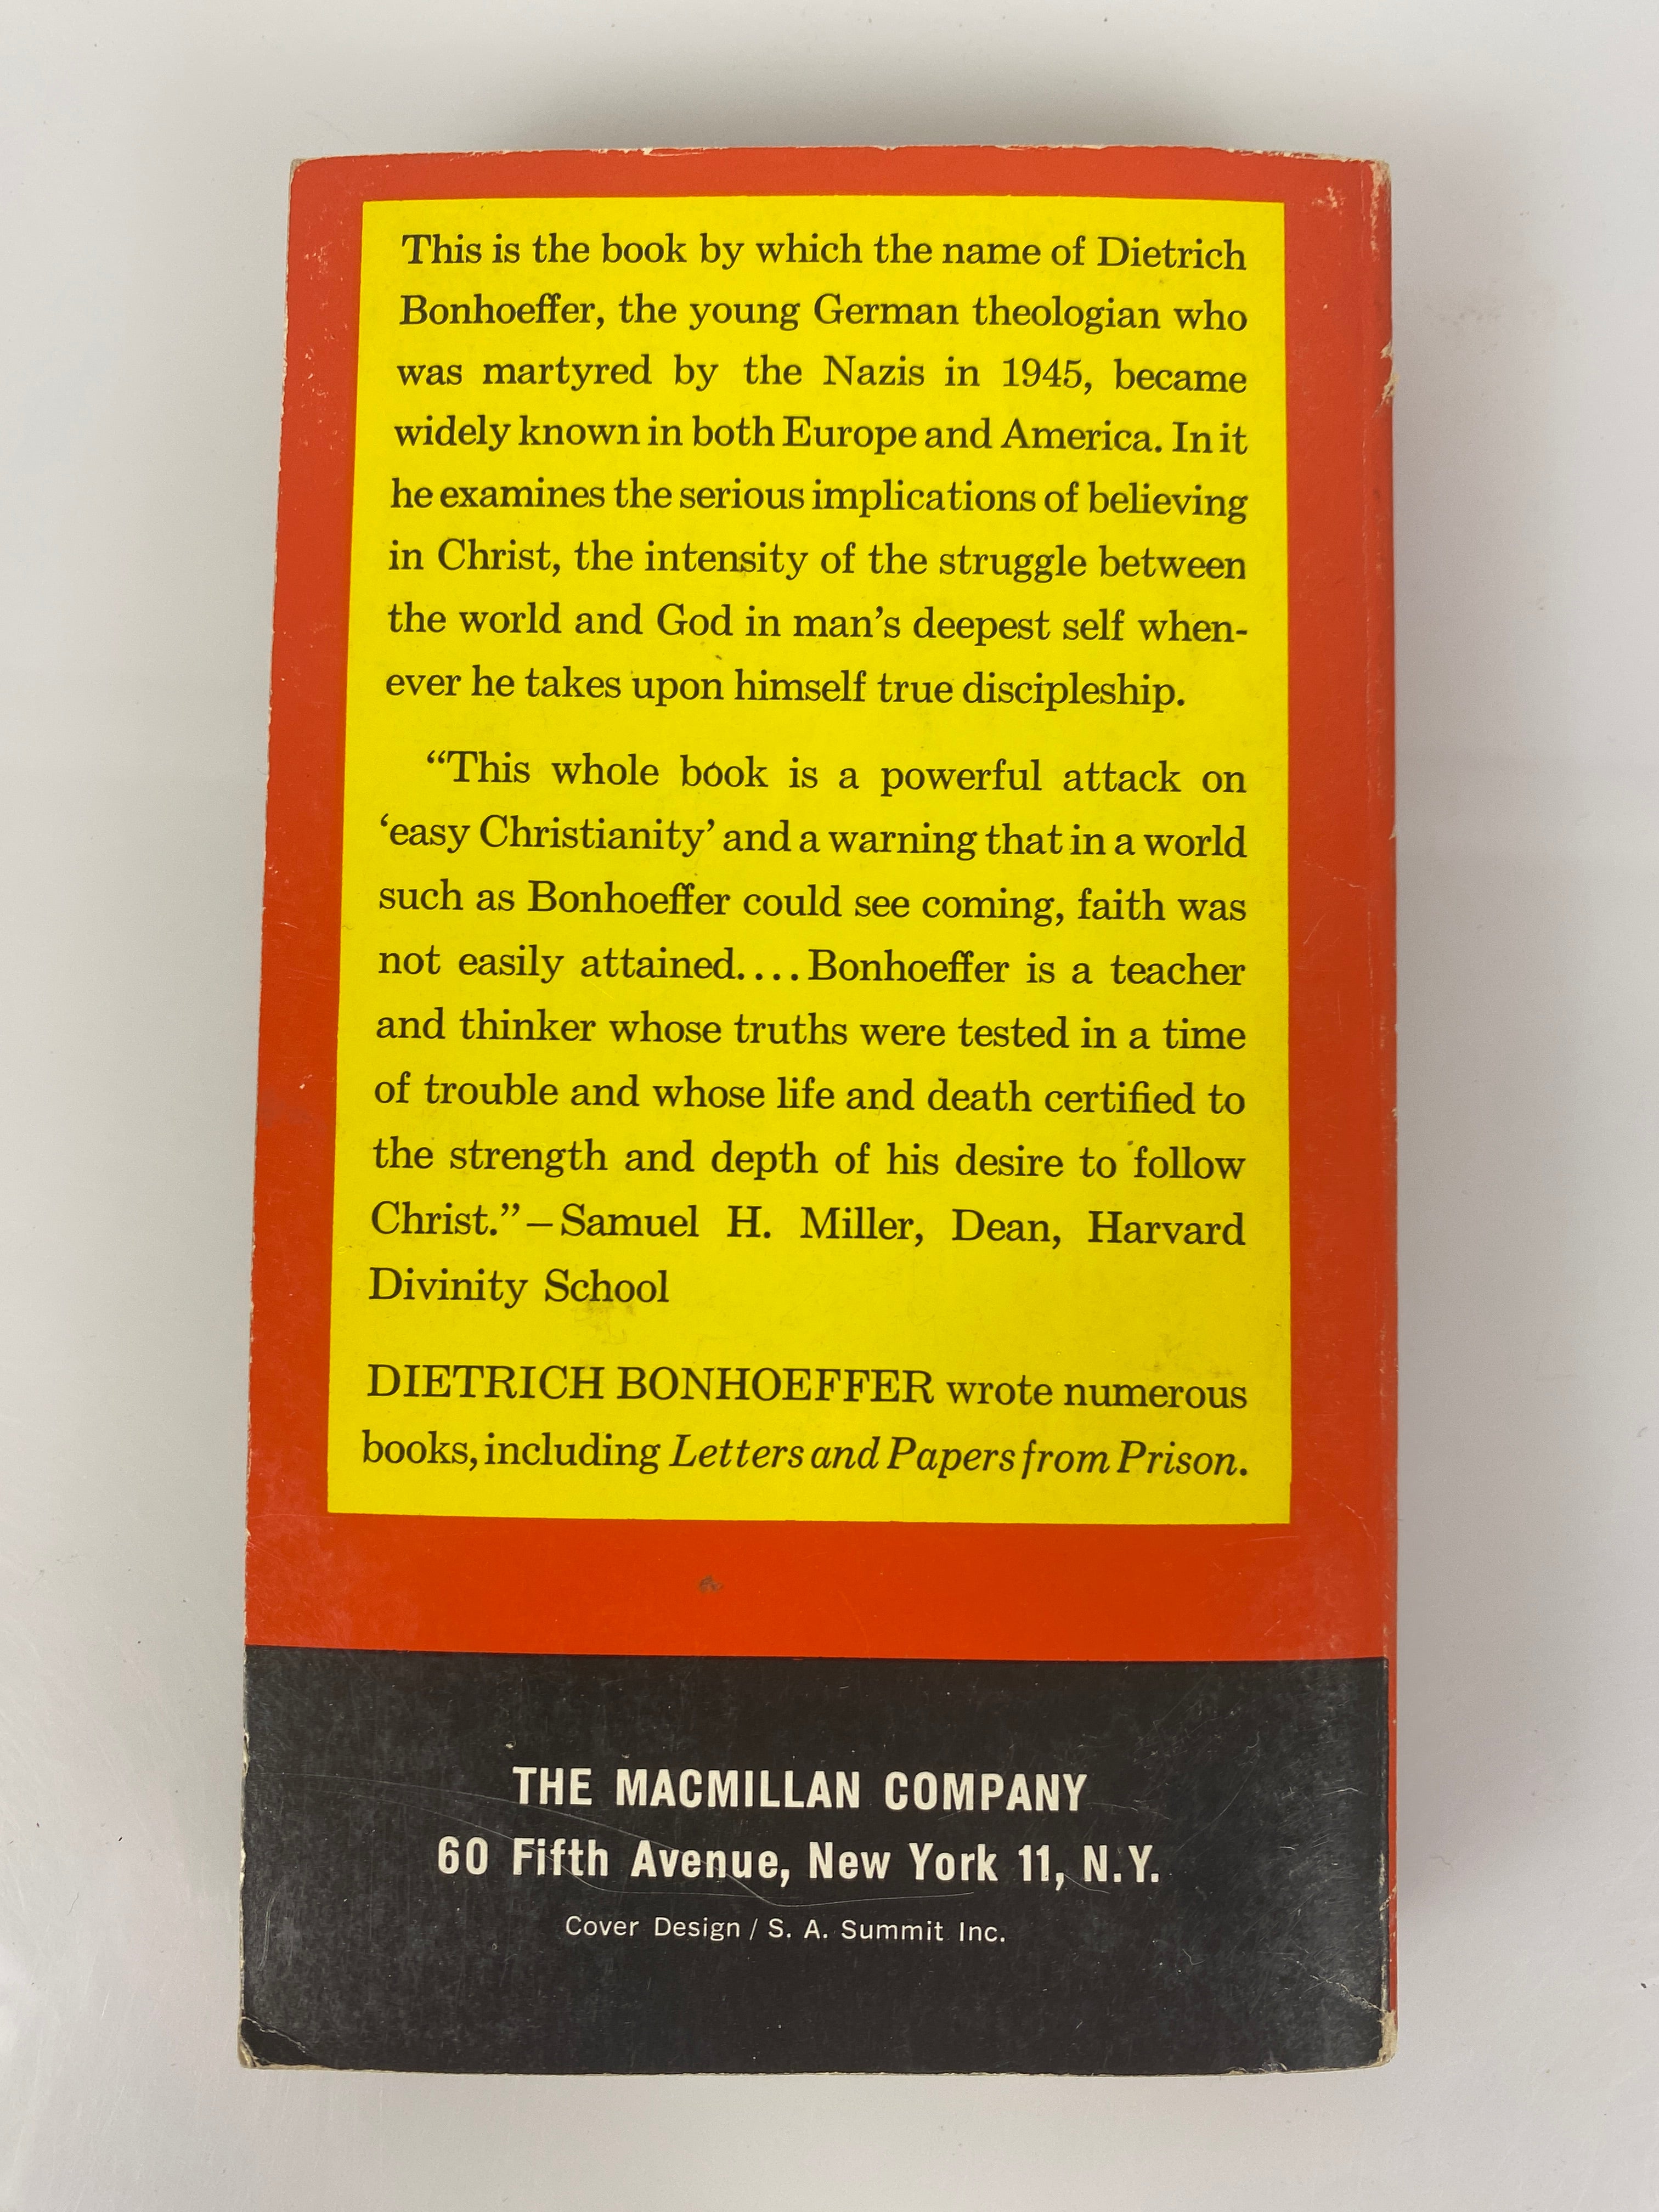 This is the book by which the name of Dietrich
Bonhoeffer, the young German theologian who
was martyred by the Nazis in 1945, became
widely known in both Europe and America. In it
he examines the serious implications of believing
in Christ, the intensity of the struggle between
the world and God in man’s deepest self when-
ever he takes upon himself true discipleship.
“This whole book is a powerful attack on
‘easy Christianity’ and a warning that in a world
such as Bonhoeffer could see coming, faith was
not easily attained.... Bonhoeffer is a teacher
and thinker whose truths were tested in a time
of trouble and whose life and death certified to
the strength and depth of his desire to follow
Christ.” – Samuel H. Miller, Dean, Harvard
Divinity School
DIETRICH BONHOEFFER wrote numerous
books, including Letters and Papers from Prison.
THE MACMILLAN COMPANY
60 Fifth Avenue, New York 11, N.Y.
Cover Design / S. A. Summit Inc.